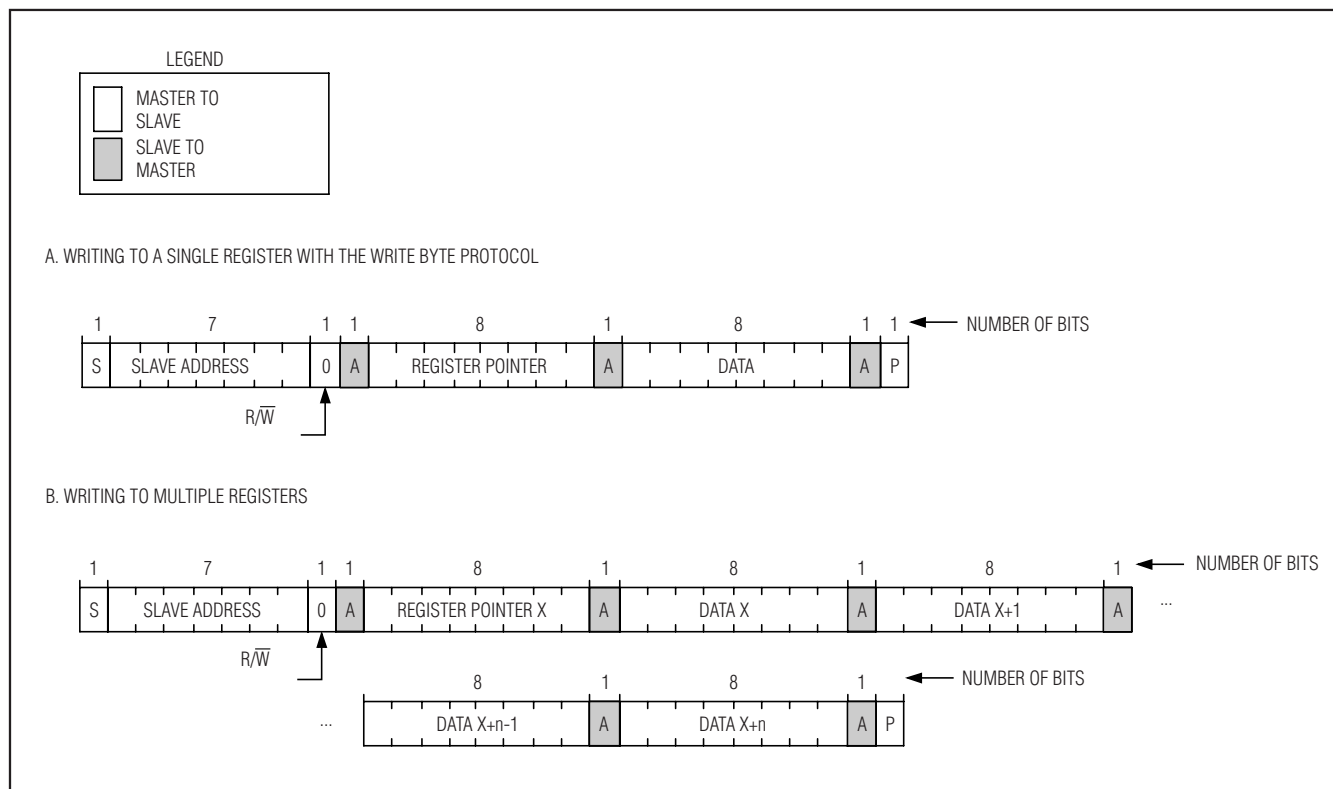 LEGEND
MASTER TO
SLAVE
SLAVE TO
MASTER
A. WRITING TO A SINGLE REGISTER WITH THE WRITE BYTE PROTOCOL
1 7 1 1 8 1 8 1 1 NUMBER OF BITS
S SLAVE ADDRESS 0 A REGISTER POINTER A DATA A P
R/W̅
B. WRITING TO MULTIPLE REGISTERS
1 7 1 1 8 1 8 1 8 1 NUMBER OF BITS
S SLAVE ADDRESS 0 A REGISTER POINTER X A DATA X A DATA X+1 A ...
R/W̅
8 1 8 1 NUMBER OF BITS
... DATA X+n-1 A DATA X+n A P